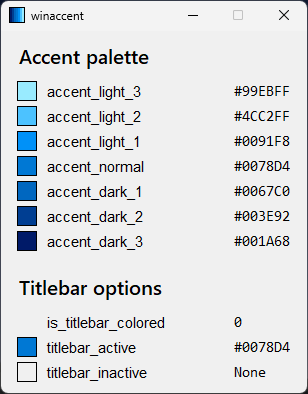 winaccent
Accent palette
accent_light_3 #99EBFF
accent_light_2 #4CC2FF
accent_light_1 #0091F8
accent_normal #0078D4
accent_dark_1 #0067C0
accent_dark_2 #003E92
accent_dark_3 #001A68
Titlebar options
is_titlebar_colored 0
titlebar_active #0078D4
titlebar_inactive None